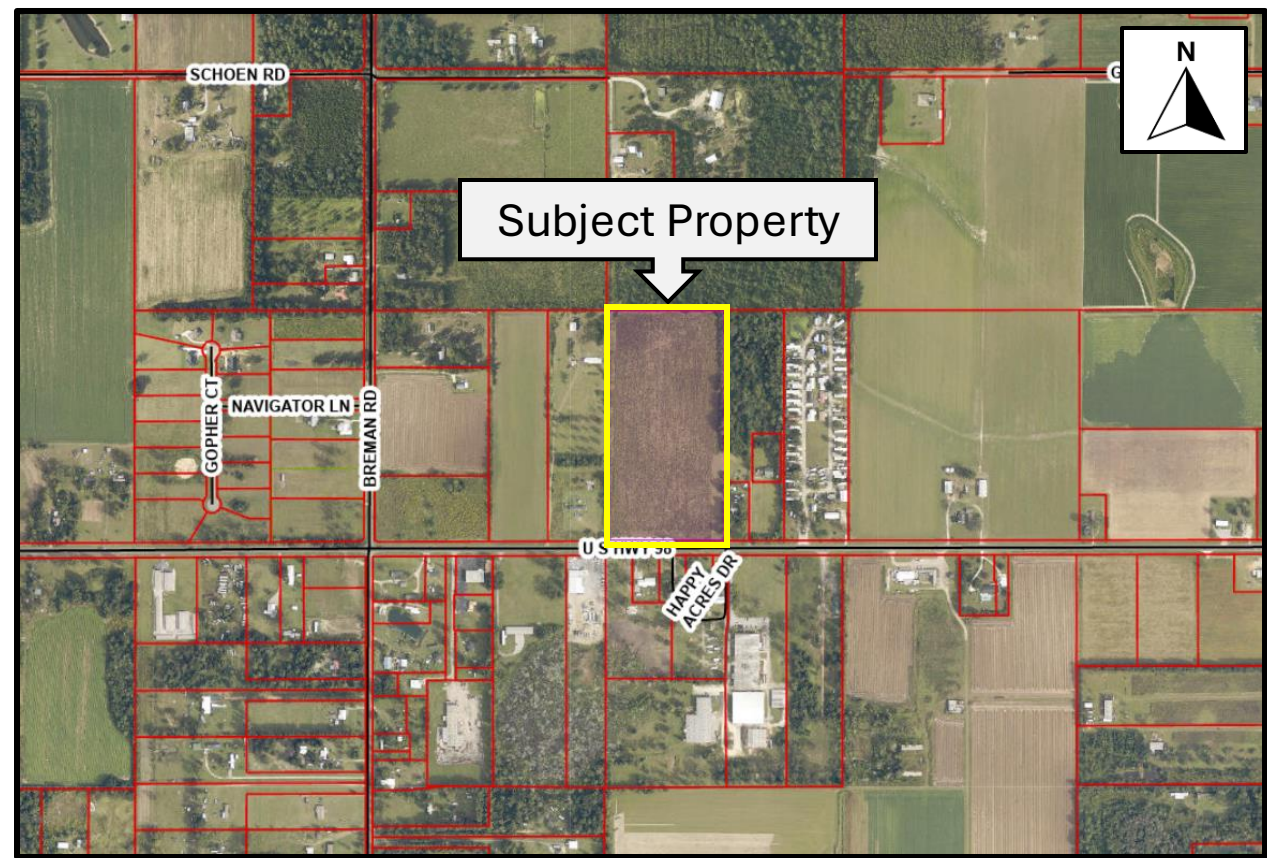 SCHOEN RD
G
N
Subject Property
GOPHER CT
NAVIGATOR LN
BREMAN RD
U S HWY 98
HAPPY
ACRES DR